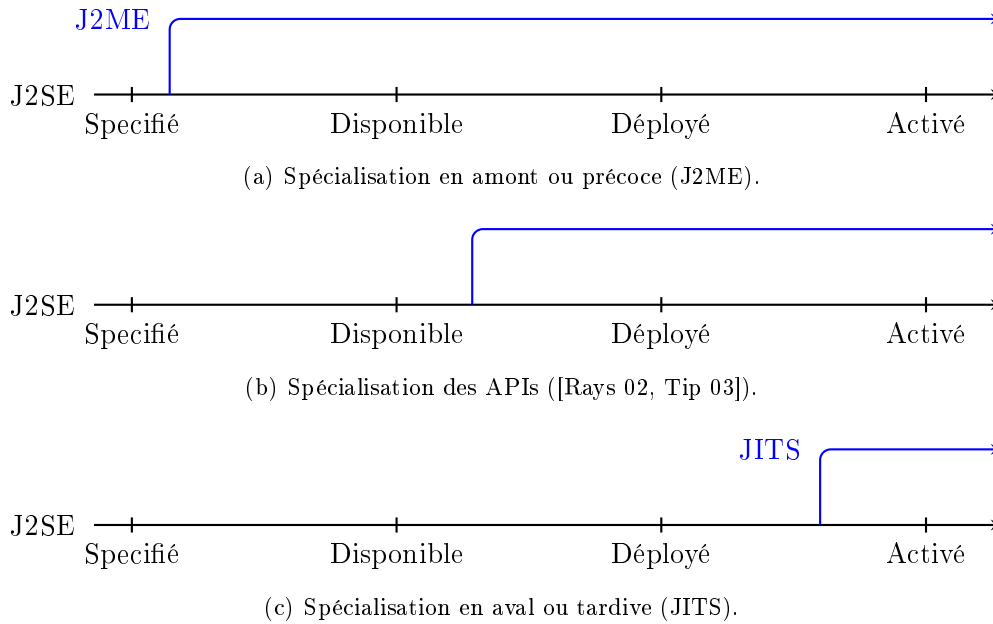 J2ME
J2SE
Specifié Disponible Déployé Activé
(a) Spécialisation en amont ou précoce (J2ME).
J2SE
Specifié Disponible Déployé Activé
(b) Spécialisation des APIs ([Rays 02, Tip 03]).
JITS
J2SE
Specifié Disponible Déployé Activé
(c) Spécialisation en aval ou tardive (JITS).